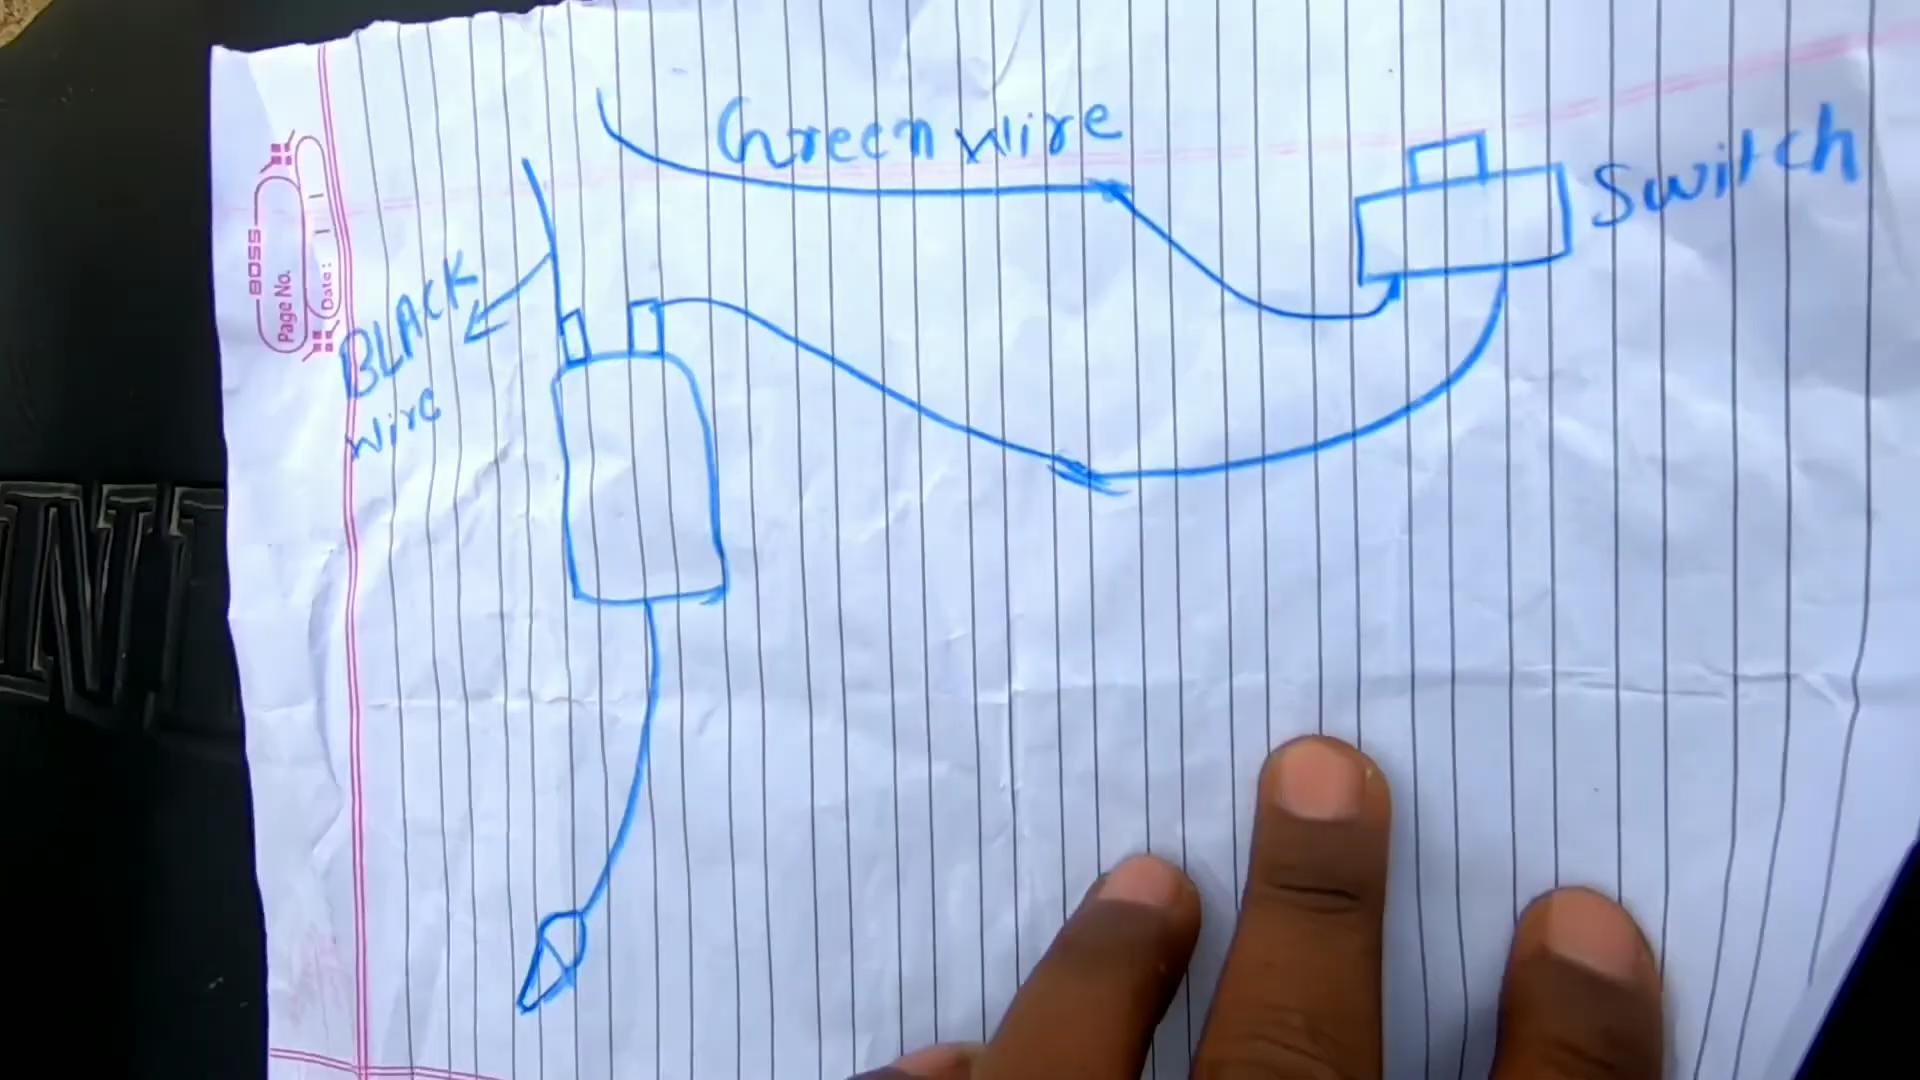 Green wire
Switch
BLACK
wire
BOSS
Page No.
Date:
N